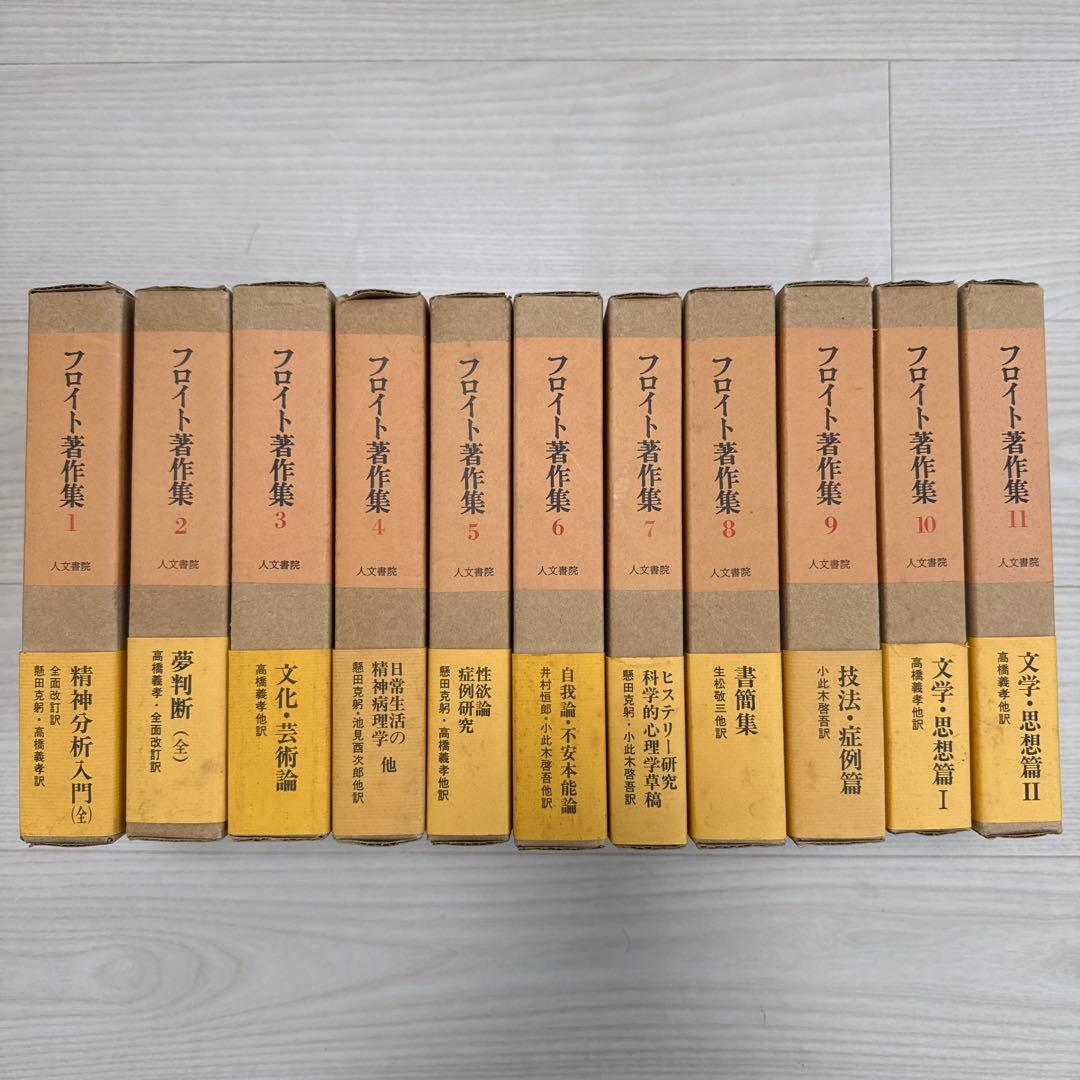 フロイト著作集
1
人文書院
精神分析入門(全)
全面改訂訳
懸田克躬・高橋義孝訳
フロイト著作集
2
人文書院
夢判断(全)
高橋義孝・全面改訂訳
フロイト著作集
3
人文書院
文化・芸術論
高橋義孝他訳
フロイト著作集
4
人文書院
日常生活の
精神病理学 他
懸田克躬・池見酉次郎他訳
フロイト著作集
5
人文書院
性欲論
症例研究
懸田克躬・高橋義孝他訳
フロイト著作集
6
人文書院
自我論・不安本能論
井村恒郎・小此木啓吾他訳
フロイト著作集
7
人文書院
ヒステリー研究
科学的心理学草稿
懸田克躬・小此木啓吾訳
フロイト著作集
8
人文書院
書簡集
生松敬三他訳
フロイト著作集
9
人文書院
技法・症例篇
小此木啓吾訳
フロイト著作集
10
人文書院
文学・思想篇 I
高橋義孝他訳
フロイト著作集
11
人文書院
文学・思想篇 II
高橋義孝他訳